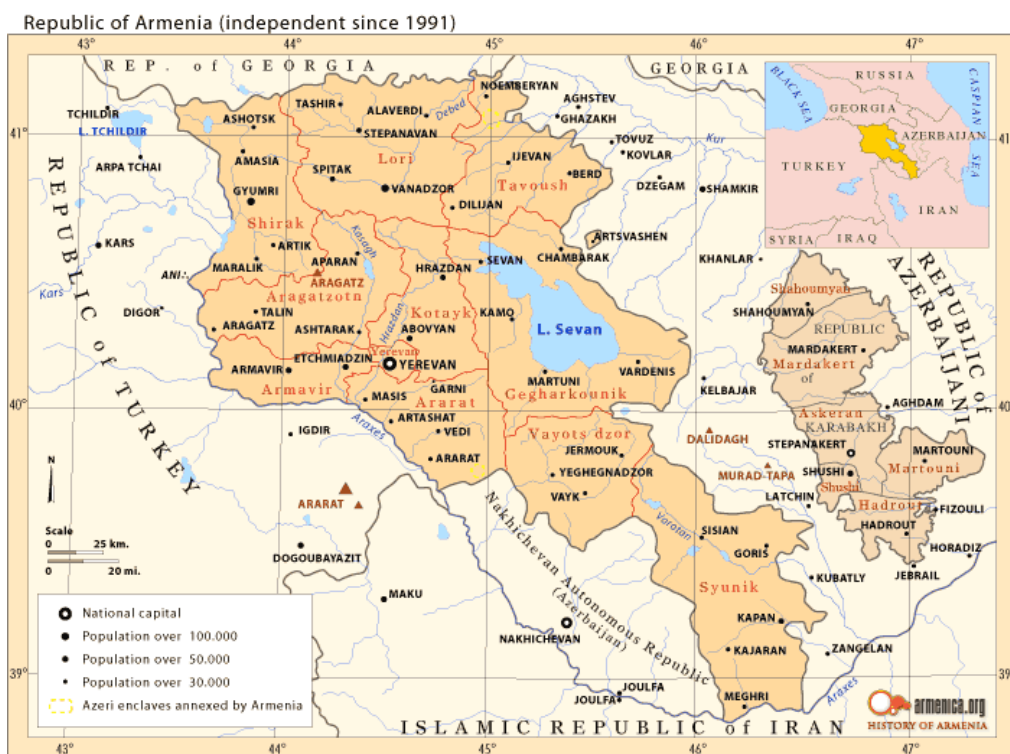 Republic of Armenia (independent since 1991)
43° 44° 45° 46° 47°
REP. of GEORGIA
GEORGIA
NOEMBERYAN
TCHILDIR
L. TCHILDIR
ARPA TCHAI
TASHIR
ALAVERDI
Debed
AGHSTEV
GHAZAKH
ASHOTSK
STEPANAVAN
41° 41°
TOVUZ
KOVLAR
Kur
AMASIA
Lori
IJEVAN
SPITAK
BERD
DZEGAM
SHAMKIR
GYUMRI
VANADZOR
Tavoush
DILIJAN
Shirak
ARTSVASHEN
KARS
ARTIK
Kasagh
CHAMBARAK
ANI∴
MARALIK
APARAN
HRAZDAN
SEVAN
KHANLAR
ARAGATZ
Kars
Aragatzotn
DIGOR
TALIN
Hrazdan
Kotayk
KAMO
L. Sevan
ARAGATZ
ASHTARAK
ABOVYAN
ETCHMIADZIN
Yerevan
YEREVAN
ARMAVIR
Armavir
GARNI
MASIS
Ararat
MARTUNI
VARDENIS
Gegharkounik
KELBAJAR
40° 40°
ARTASHAT
Araxes
IGDIR
VEDI
Vayots dzor
JERMOUK
DALIDAGH
ARARAT
YEGHEGNADZOR
MURAD-TAPA
VAYK
LATCHIN
ARARAT
Varotan
SISIAN
GORIS
DOGOUBAYAZIT
Syunik
KUBATLY
MAKU
KAPAN
NAKHICHEVAN
KAJARAN
ZANGELAN
39° 39°
JOULFA
JOULFA
MEGHRI
Araxes
REPUBLIC of TURKEY
REPUBLIC of AZERBAIJANI
Nakhichevan Autonomous Republic
(Azerbaijan)
ISLAMIC REPUBLIC of IRAN
43° 44° 45° 46° 47°
Shahoumyan
SHAHOUMYAN
REPUBLIC
MARDAKERT
Mardakert
of
AGHDAM
Askeran
KARABAKH
STEPANAKERT
MARTOUNI
SHUSHI
Martouni
Shushi
Hadrout
FIZOULI
HADROUT
HORADIZ
JEBRAIL
RUSSIA
BLACK SEA
CASPIAN SEA
GEORGIA
AZERBAIJAN
TURKEY
IRAN
SYRIA
IRAQ
N
Scale
0 25 km.
0 20 mi.
National capital
Population over 100.000
Population over 50.000
Population over 30.000
Azeri enclaves annexed by Armenia
armenica.org
HISTORY OF ARMENIA